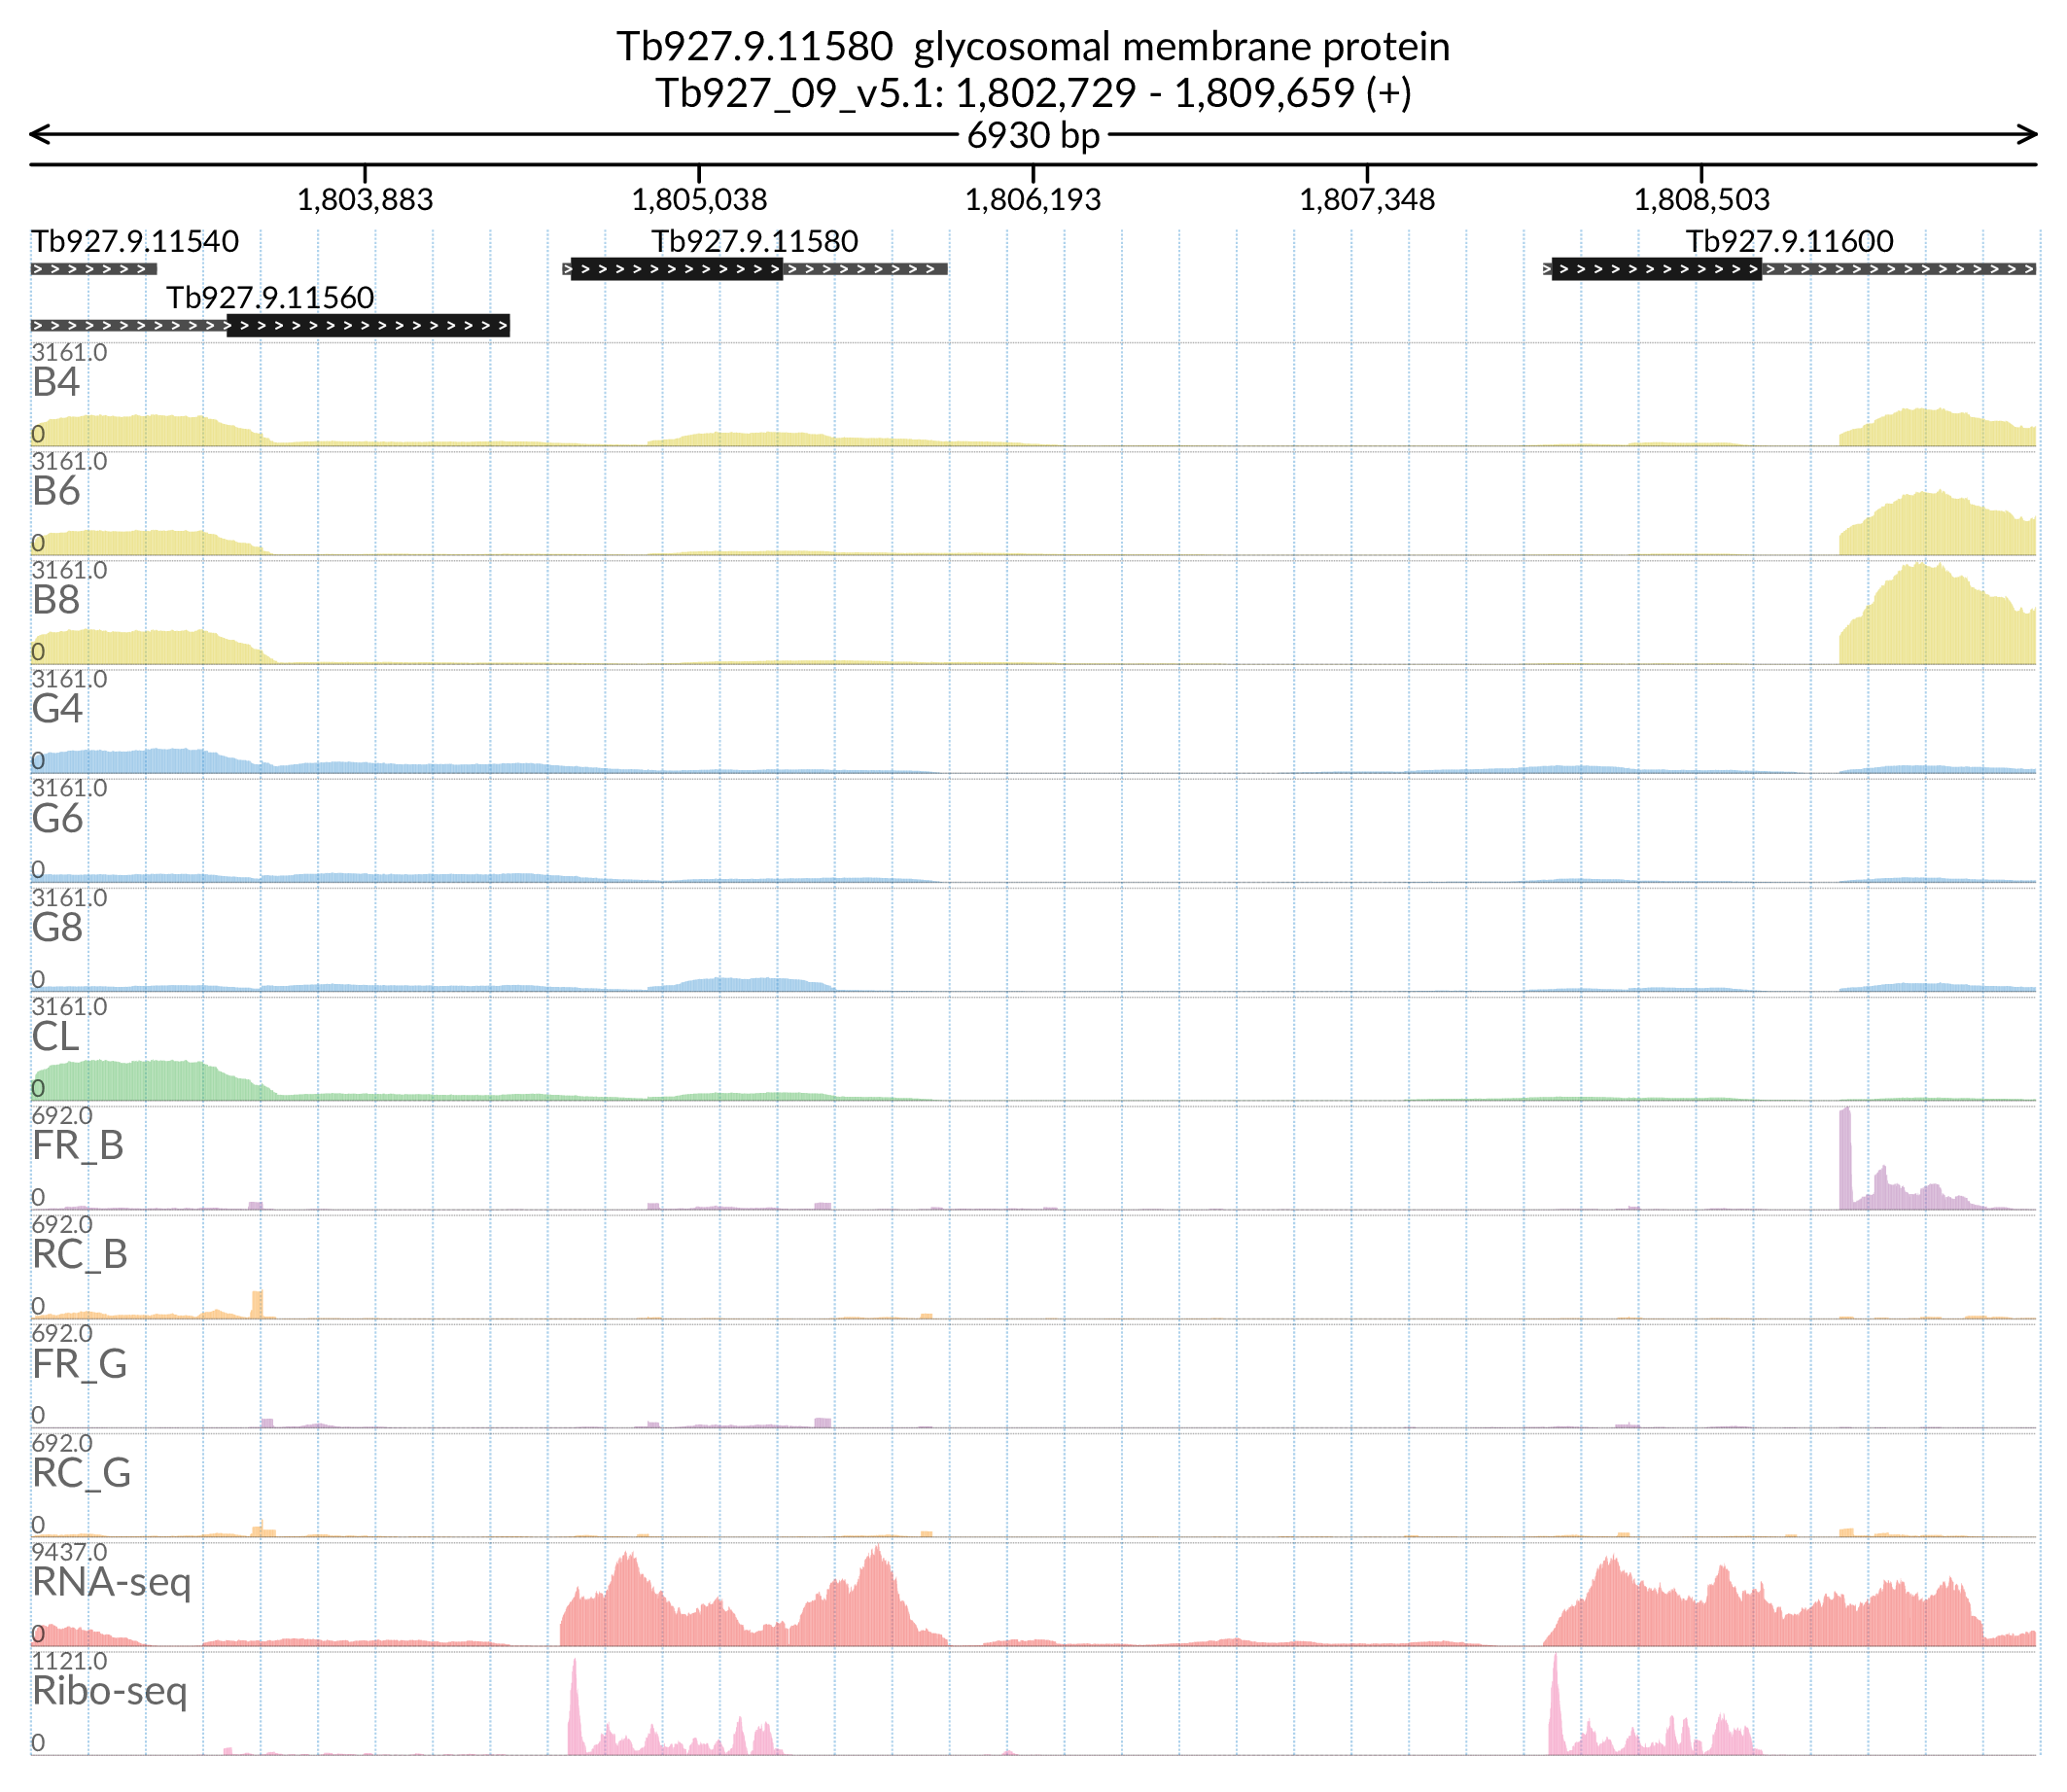 Tb927.9.11580 glycosomal membrane protein
Tb927_09_v5.1: 1,802,729 - 1,809,659 (+)
6930 bp
1,803,883 1,805,038 1,806,193 1,807,348 1,808,503
Tb927.9.11540 Tb927.9.11580 Tb927.9.11600
Tb927.9.11560
3161.0
B4
0
3161.0
B6
0
3161.0
B8
0
3161.0
G4
0
3161.0
G6
0
3161.0
G8
0
3161.0
CL
0
692.0
FR_B
0
692.0
RC_B
0
692.0
FR_G
0
692.0
RC_G
0
9437.0
RNA-seq
0
1121.0
Ribo-seq
0